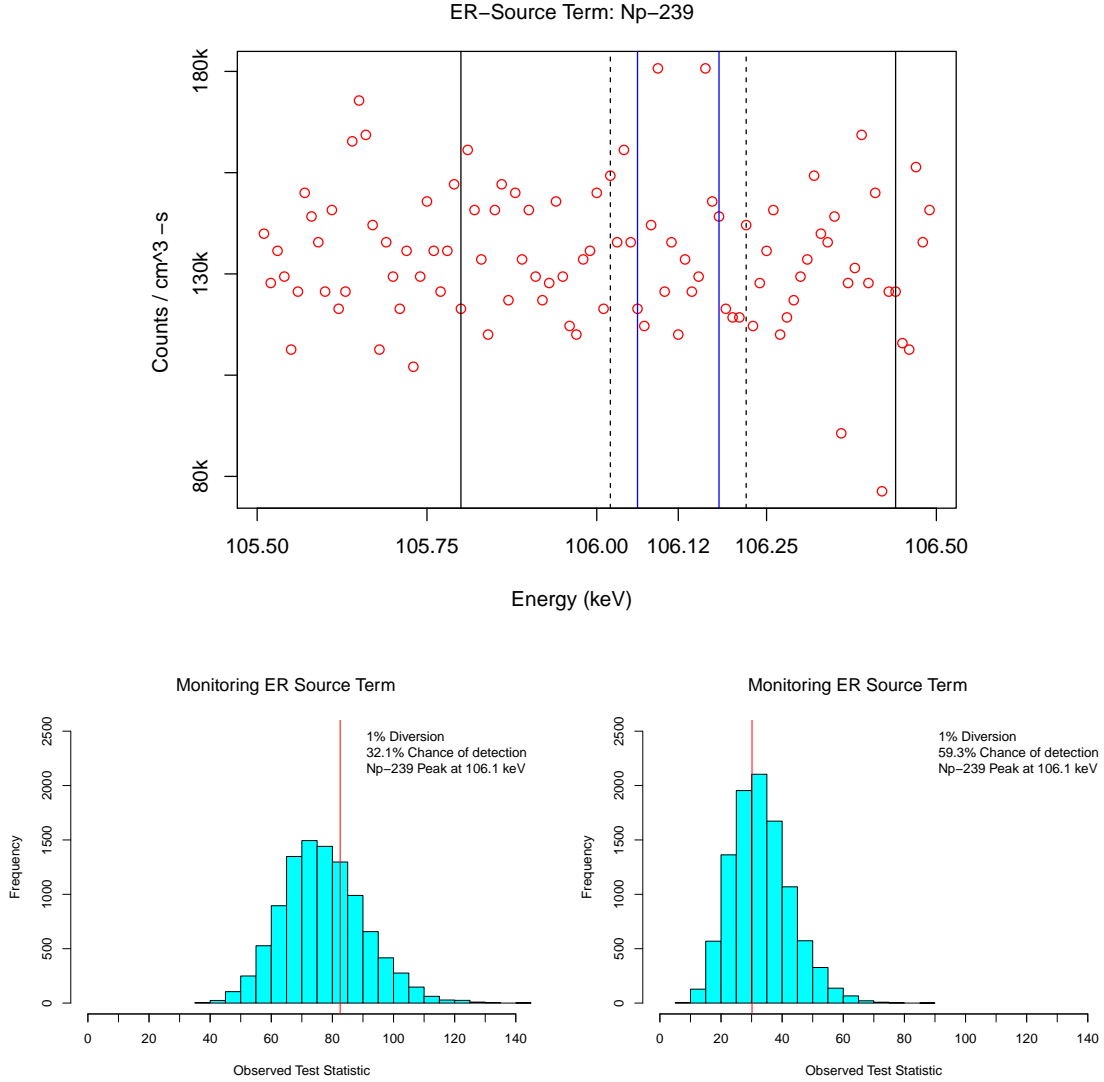 ER−Source Term: Np−239
180k
130k
80k
Counts / cm^3 −s
105.50 105.75 106.00 106.12 106.25 106.50
Energy (keV)
Monitoring ER Source Term
1% Diversion
32.1% Chance of detection
Np−239 Peak at 106.1 keV
2500
2000
1500
1000
500
0
Frequency
0 20 40 60 80 100 120 140
Observed Test Statistic
Monitoring ER Source Term
1% Diversion
59.3% Chance of detection
Np−239 Peak at 106.1 keV
2500
2000
1500
1000
500
0
Frequency
0 20 40 60 80 100 120 140
Observed Test Statistic